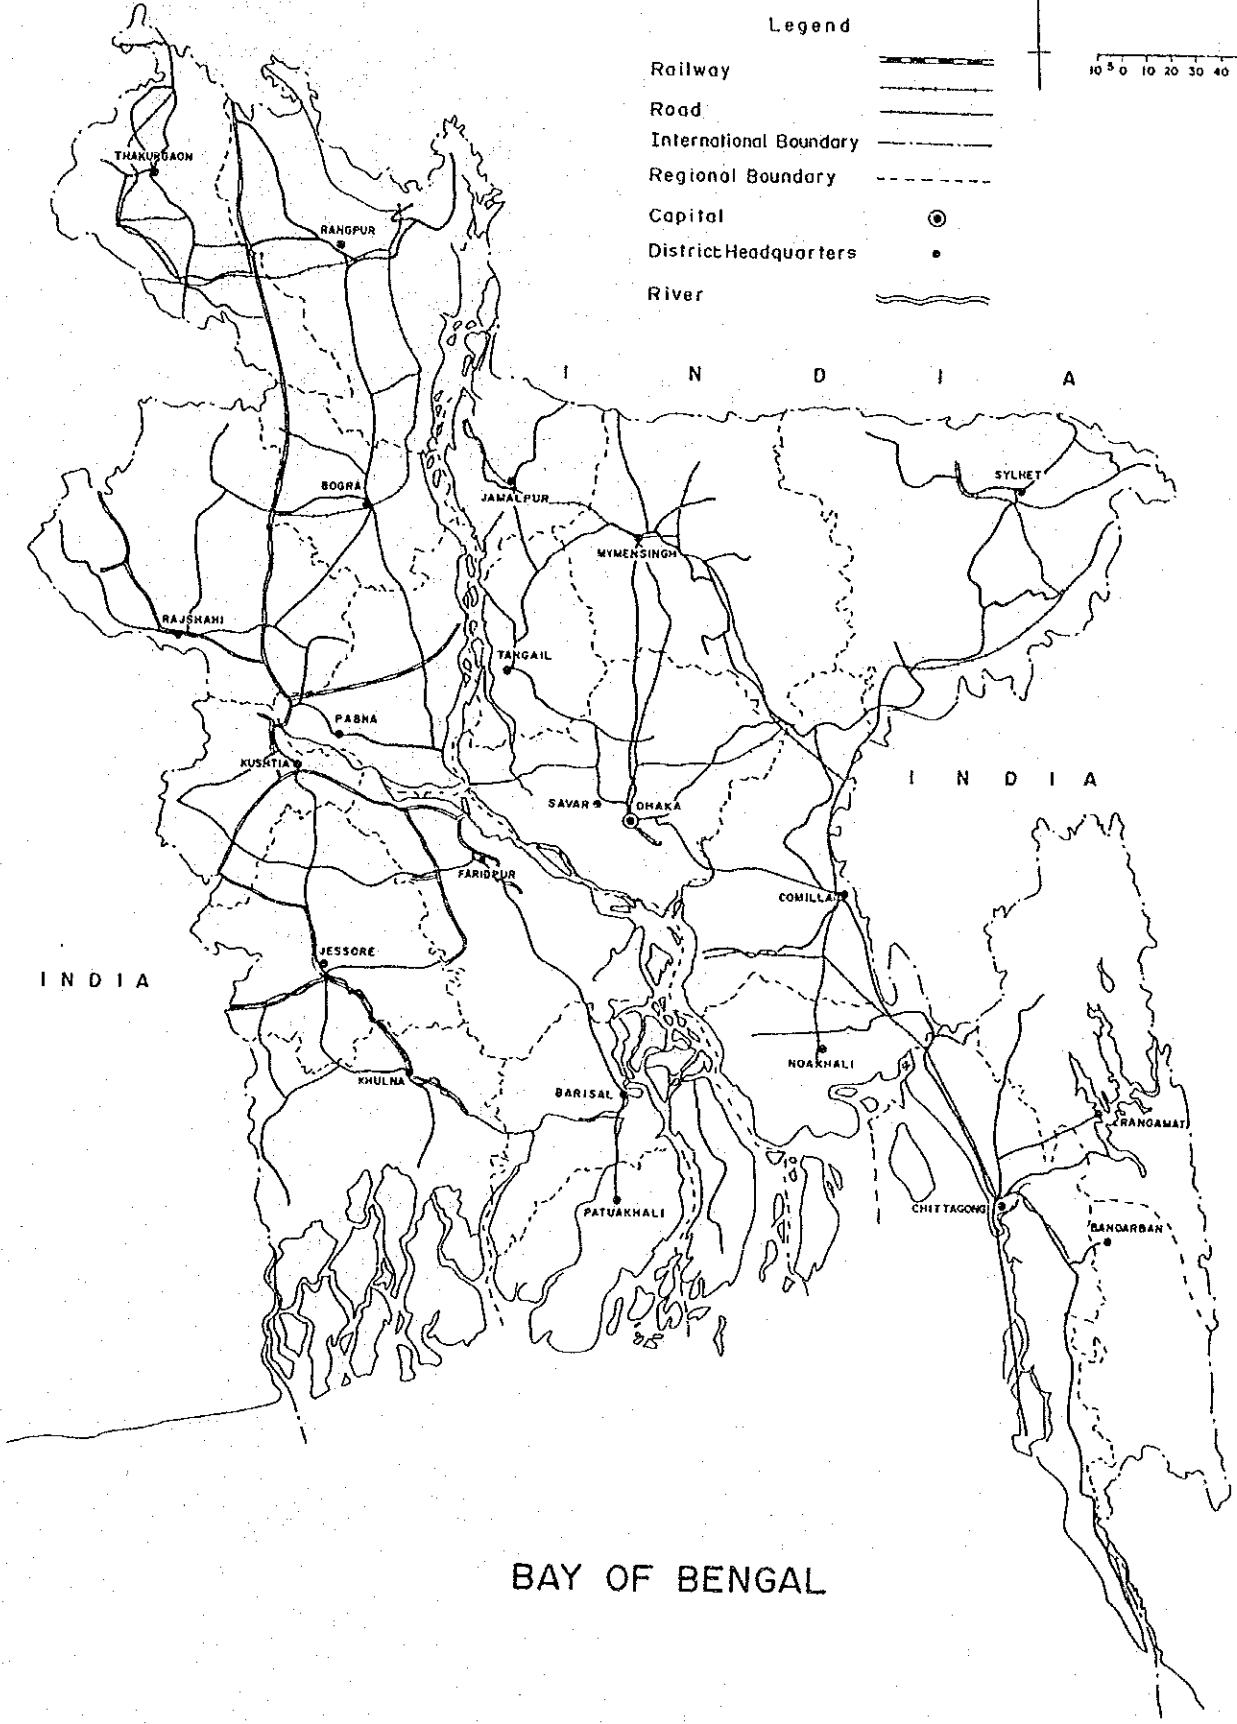 Legend
Railway
Road
International Boundary
Regional Boundary
Capital
District Headquarters
River
10 5 0 10 20 30 40
THAKURGAON
RANGPUR
I N D I A
BOGRA
JAMALPUR
SYLHET
MYMENSINGH
RAJSHAHI
TANGAIL
PABNA
KUSHTIA
I N D I A
SAVAR
DHAKA
FARIDPUR
COMILLA
JESSORE
I N D I A
NOAKHALI
KHULNA
BARISAL
RANGAMATI
PATUAKHALI
CHITTAGONG
BANDARBAN
BAY OF BENGAL